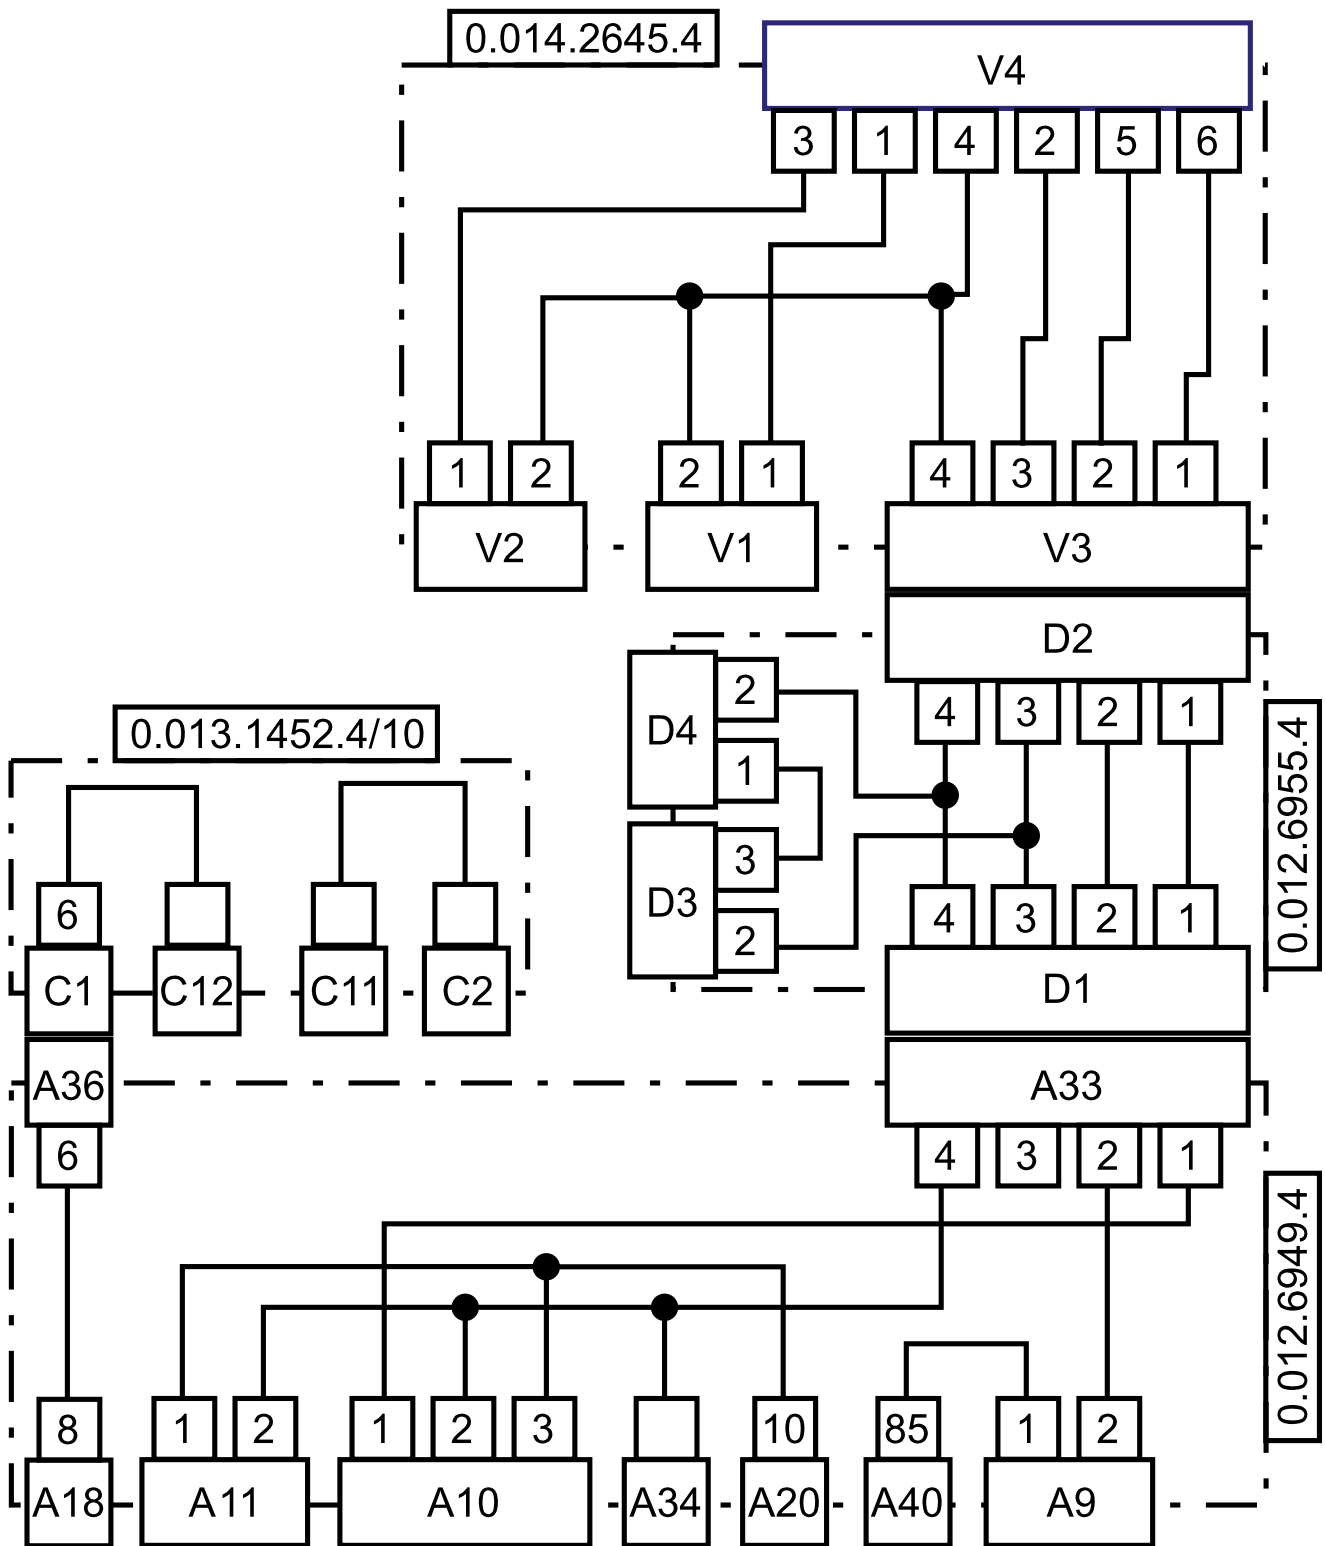 0.014.2645.4
V4
3 1 4 2 5 6
1 2 2 1 4 3 2 1
V2 V1 V3
D2
4 3 2 1
D4
2
1
D3
3
2
4 3 2 1
D1
0.012.6955.4
0.013.1452.4/10
6
C1 C12 C11 C2
A36 A33
6 4 3 2 1
0.012.6949.4
8 1 2 1 2 3 10 85 1 2
A18 A11 A10 A34 A20 A40 A9